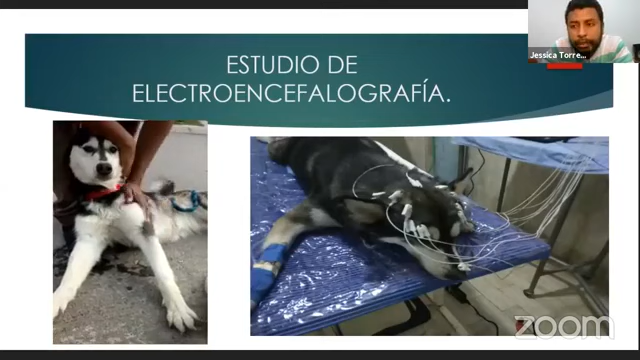 ESTUDIO DE
ELECTROENCEFALOGRAFÍA.
Jessica Torre...
zoom